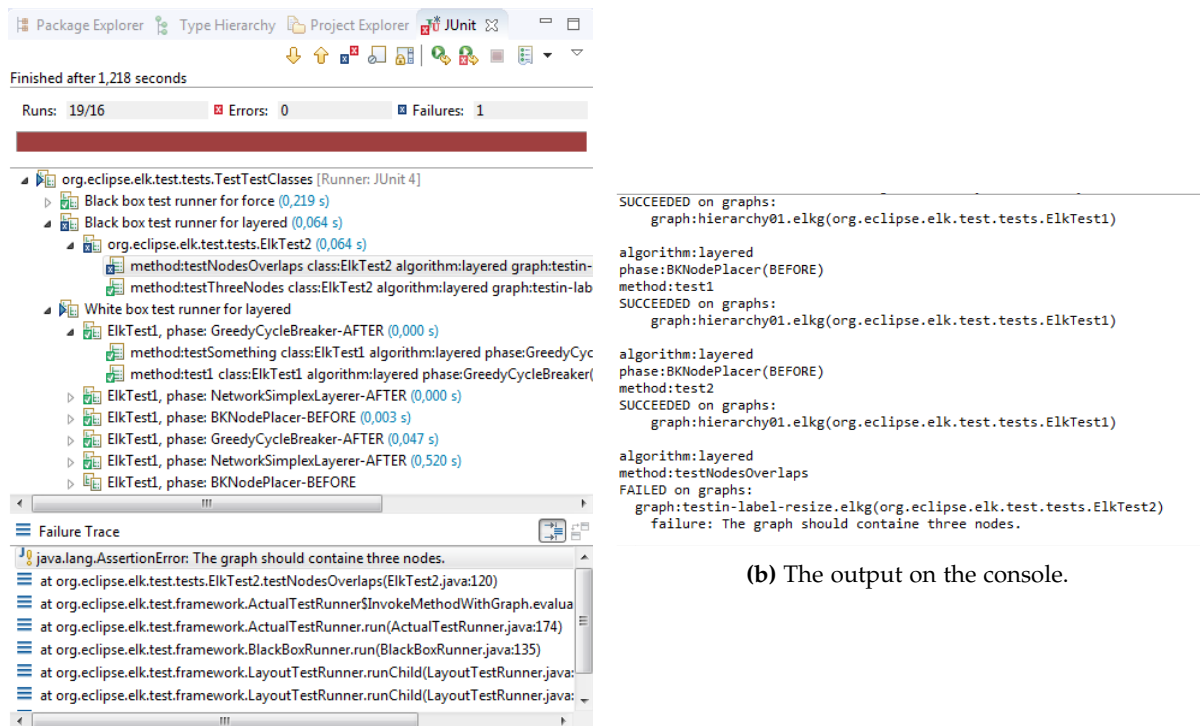 Package Explorer Type Hierarchy Project Explorer JUnit
Finished after 1,218 seconds
Runs: 19/16 Errors: 0 Failures: 1
org.eclipse.elk.test.tests.TestTestClasses [Runner: JUnit 4]
Black box test runner for force (0,219 s)
Black box test runner for layered (0,064 s)
org.eclipse.elk.test.tests.ElkTest2 (0,064 s)
method:testNodesOverlaps class:ElkTest2 algorithm:layered graph:testin-
method:testThreeNodes class:ElkTest2 algorithm:layered graph:testin-lab
White box test runner for layered
ElkTest1, phase: GreedyCycleBreaker-AFTER (0,000 s)
method:testSomething class:ElkTest1 algorithm:layered phase:GreedyCyc
method:test1 class:ElkTest1 algorithm:layered phase:GreedyCycleBreaker(
ElkTest1, phase: NetworkSimplexLayerer-AFTER (0,000 s)
ElkTest1, phase: BKNodePlacer-BEFORE (0,003 s)
ElkTest1, phase: GreedyCycleBreaker-AFTER (0,047 s)
ElkTest1, phase: NetworkSimplexLayerer-AFTER (0,520 s)
ElkTest1, phase: BKNodePlacer-BEFORE
Failure Trace
java.lang.AssertionError: The graph should containe three nodes.
at org.eclipse.elk.test.tests.ElkTest2.testNodesOverlaps(ElkTest2.java:120)
at org.eclipse.elk.test.framework.ActualTestRunner$InvokeMethodWithGraph.evalua
at org.eclipse.elk.test.framework.ActualTestRunner.run(ActualTestRunner.java:174)
at org.eclipse.elk.test.framework.BlackBoxRunner.run(BlackBoxRunner.java:135)
at org.eclipse.elk.test.framework.LayoutTestRunner.runChild(LayoutTestRunner.java:
at org.eclipse.elk.test.framework.LayoutTestRunner.runChild(LayoutTestRunner.java:
SUCCEEDED on graphs:
graph:hierarchy01.elkg(org.eclipse.elk.test.tests.ElkTest1)
algorithm:layered
phase:BKNodePlacer(BEFORE)
method:test1
SUCCEEDED on graphs:
graph:hierarchy01.elkg(org.eclipse.elk.test.tests.ElkTest1)
algorithm:layered
phase:BKNodePlacer(BEFORE)
method:test2
SUCCEEDED on graphs:
graph:hierarchy01.elkg(org.eclipse.elk.test.tests.ElkTest1)
algorithm:layered
method:testNodesOverlaps
FAILED on graphs:
graph:testin-label-resize.elkg(org.eclipse.elk.test.tests.ElkTest2)
failure: The graph should containe three nodes.
(b) The output on the console.